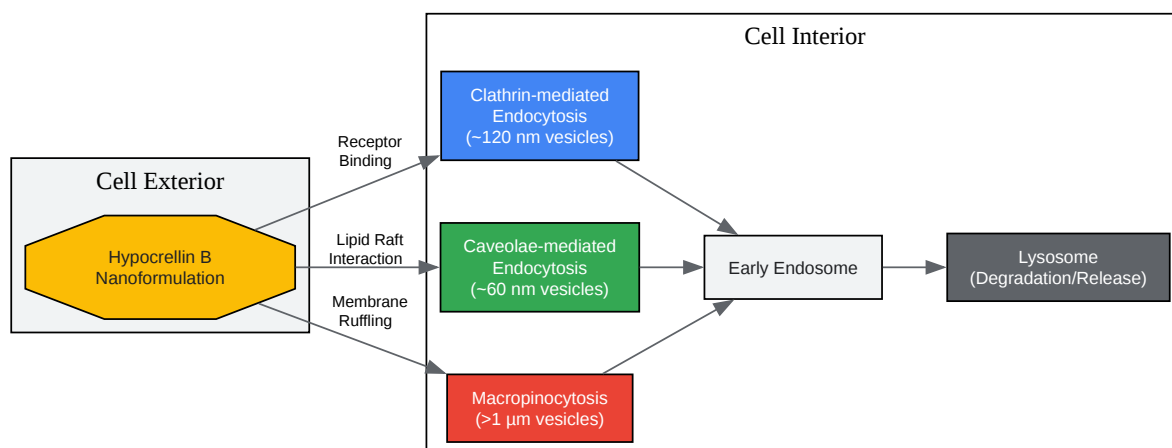 Cell Interior
Clathrin-mediated
Endocytosis
(~120 nm vesicles)
Receptor
Binding
Cell Exterior
Hypocrellin B
Nanoformulation
Lipid Raft
Interaction
Caveolae-mediated
Endocytosis
(~60 nm vesicles)
Early Endosome
Lysosome
(Degradation/Release)
Membrane
Ruffling
Macropinocytosis
(>1 µm vesicles)